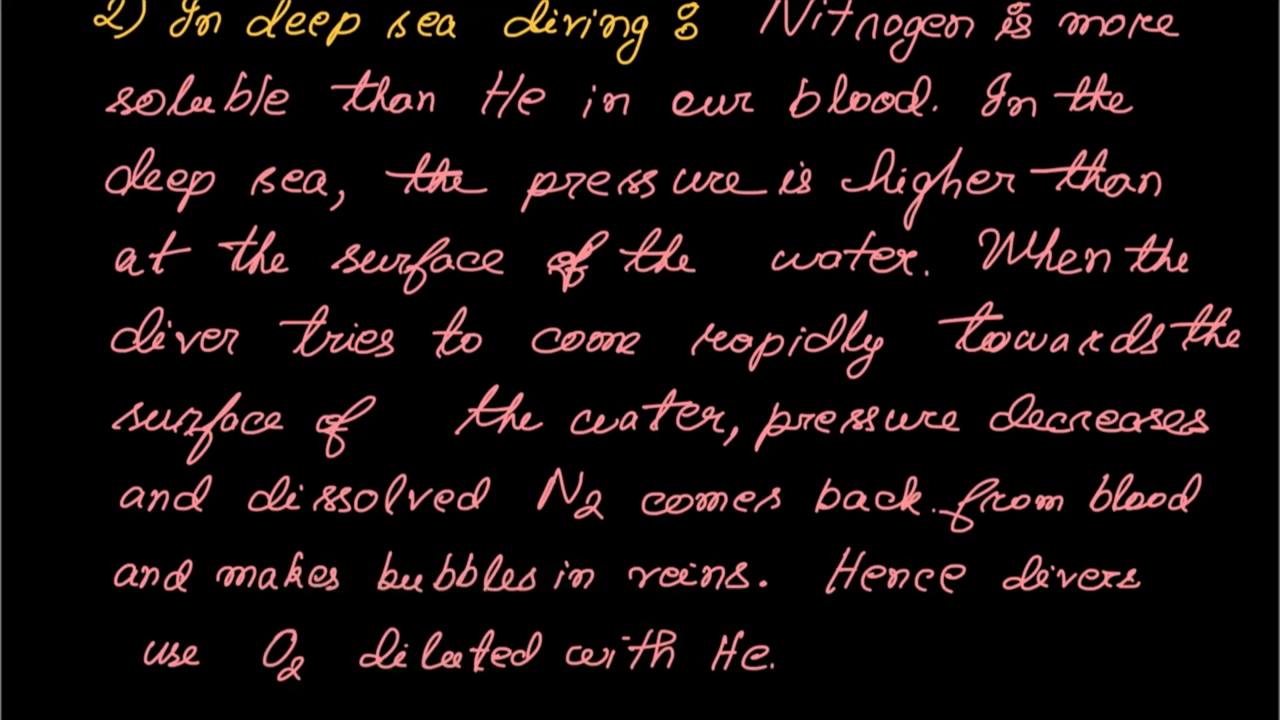 2) In deep sea diving : Nitrogen is more
soluble than He in our blood. In the
deep sea, the pressure is higher than
at the surface of the water. When the
diver tries to come rapidly towards the
surface of the water, pressure decreases
and dissolved N2 comes back from blood
and makes bubbles in veins. Hence divers
use O2 diluted with He.